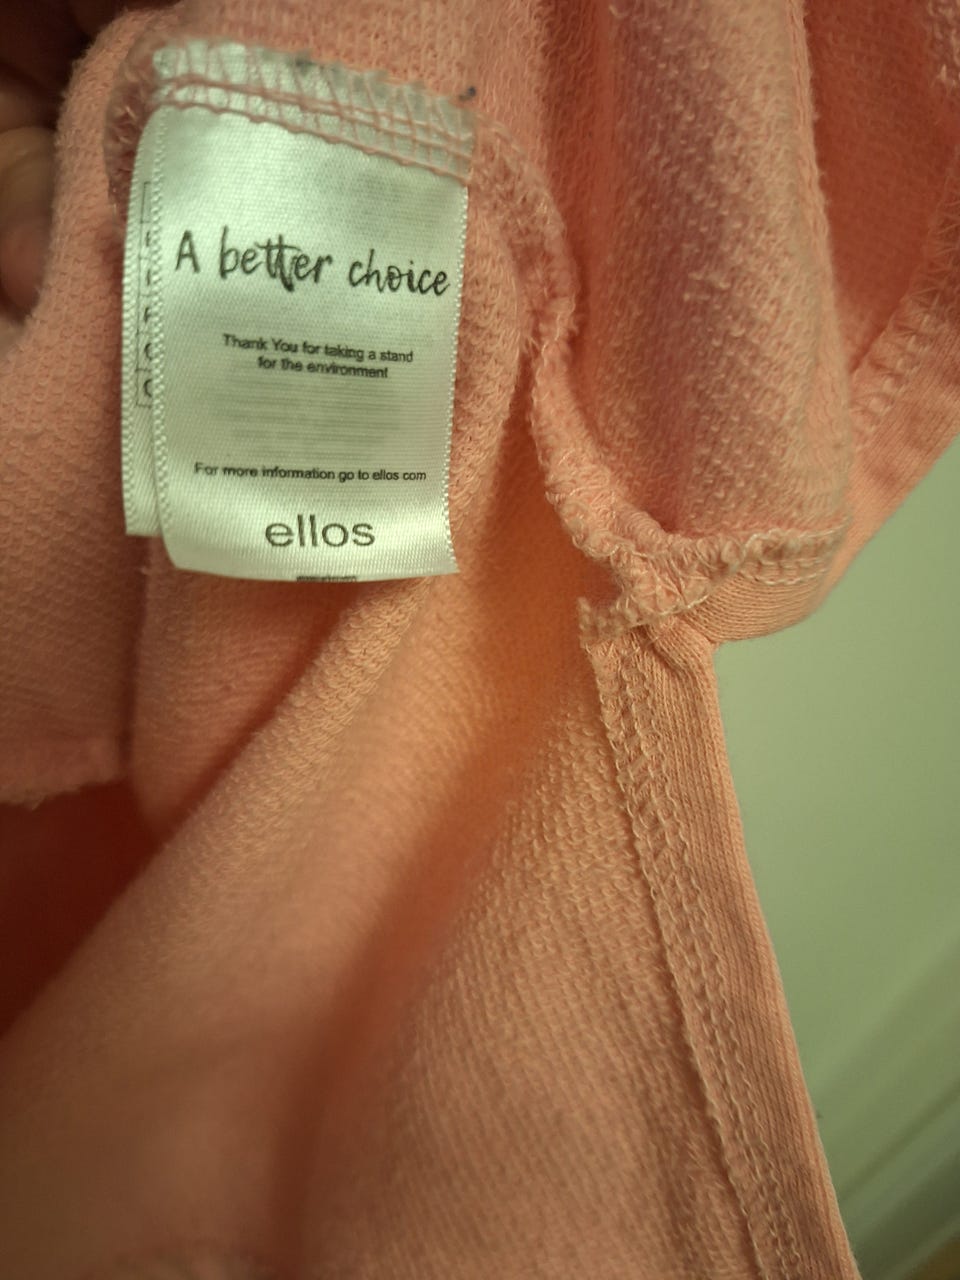 A better choice
Thank You for taking a stand
for the environment
For more information go to ellos.com
ellos